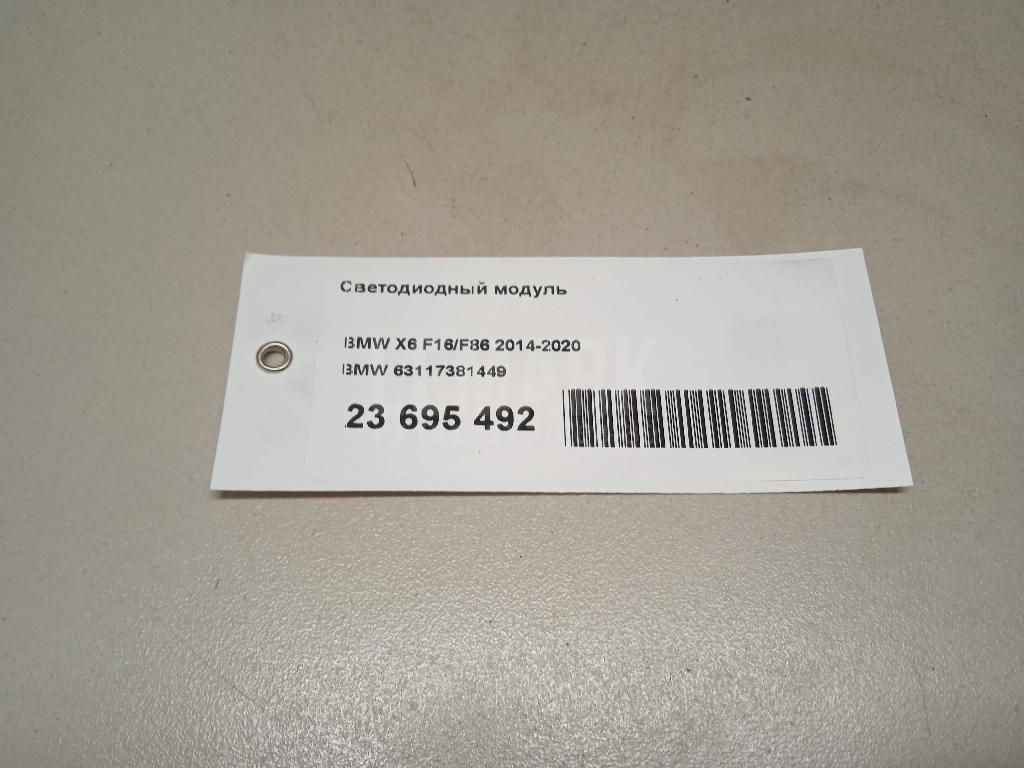 Светодиодный модуль
BMW X6 F16/F86 2014-2020
BMW 63117381449
23 695 492